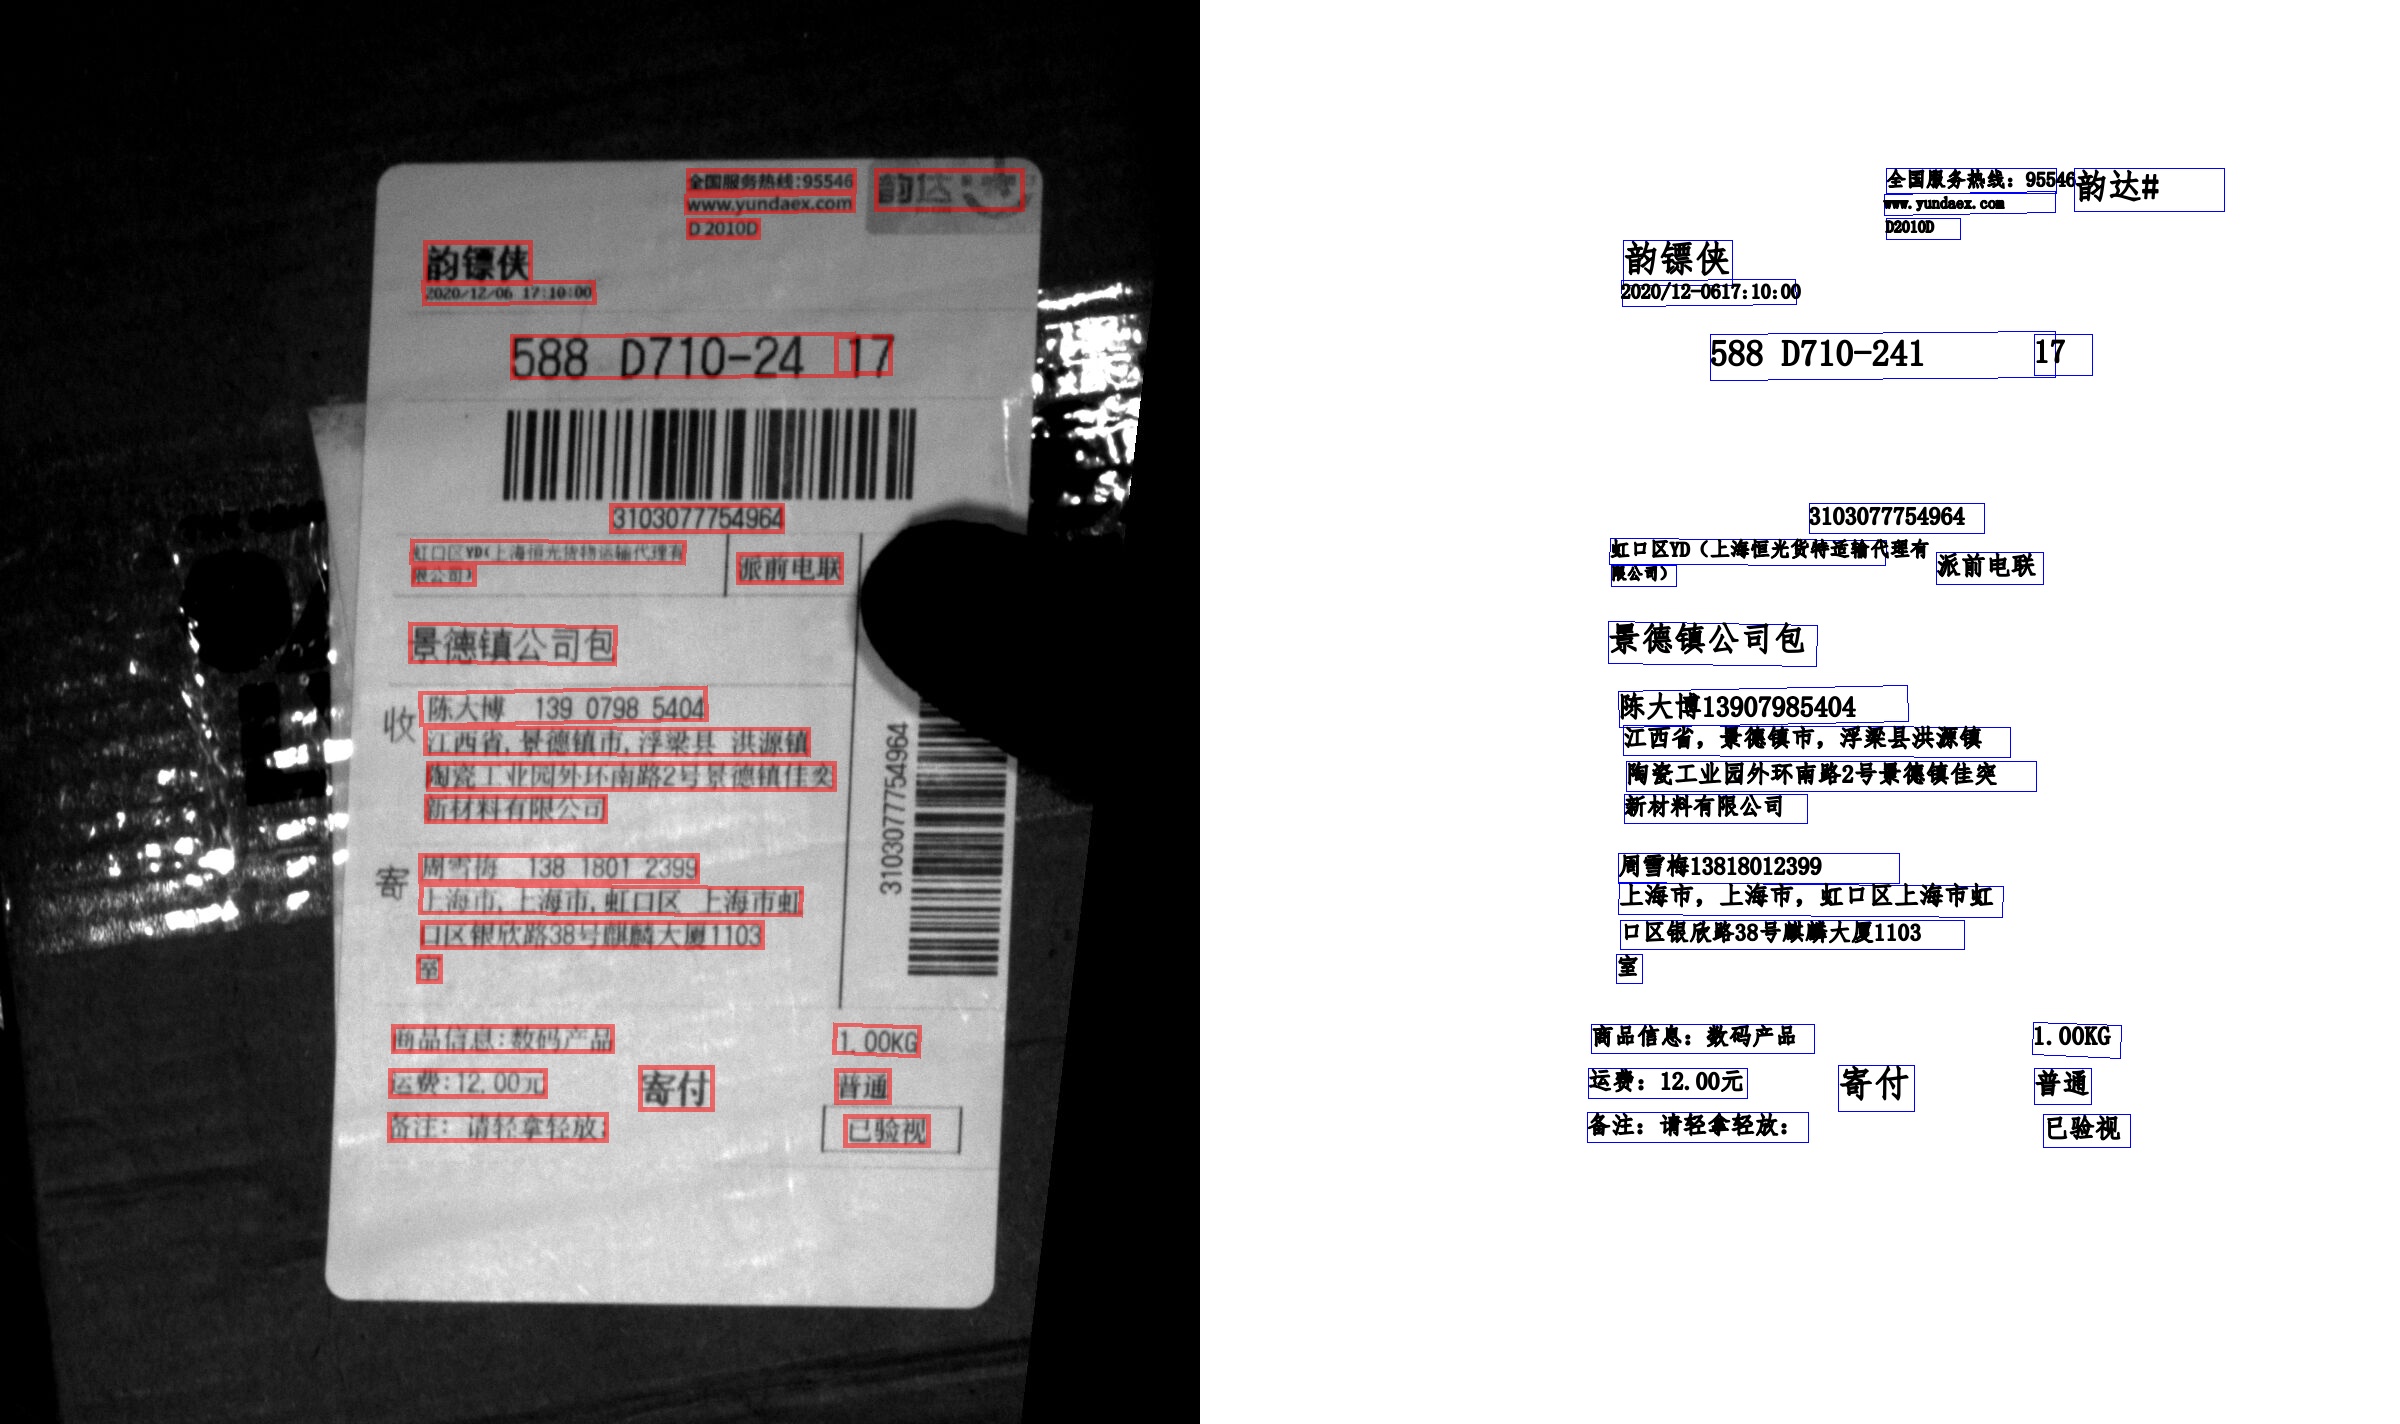 全国服务热线:95546
韵达
www.yundaex.com
D2010D
韵镖侠
2020/12/06 17:10:00
588 D710-24 17
3103077754964
虹口区YD(上海恒光货物运输代理有
限公司)
派前电联
景德镇公司包
收
陈大博 139 0798 5404
江西省,景德镇市,浮梁县 洪源镇
陶瓷工业园外环南路2号景德镇佳奕
新材料有限公司
3103077754964
寄
周雪梅 138 1801 2399
上海市,上海市,虹口区 上海市虹
口区银欣路38号麒麟大厦1103
室
商品信息:数码产品
1.00KG
运费:12.00元
寄付
普通
备注: 请轻拿轻放;
已验视
全国服务热线：95546
韵达#
www.yundaex.com
D2010D
韵镖侠
2020/12-0617:10:00
588 D710-241
17
3103077754964
虹口区YD（上海恒光货特适输代理有
限公司）
派前电联
景德镇公司包
陈大博13907985404
江西省，景德镇市，浮梁县洪源镇
陶瓷工业园外环南路2号景德镇佳突
新材料有限公司
周雪梅13818012399
上海市，上海市，虹口区上海市虹
口区银欣路38号麒麟大厦1103
室
商品信息：数码产品
1.00KG
运费：12.00元
寄付
普通
备注：请轻拿轻放：
已验视